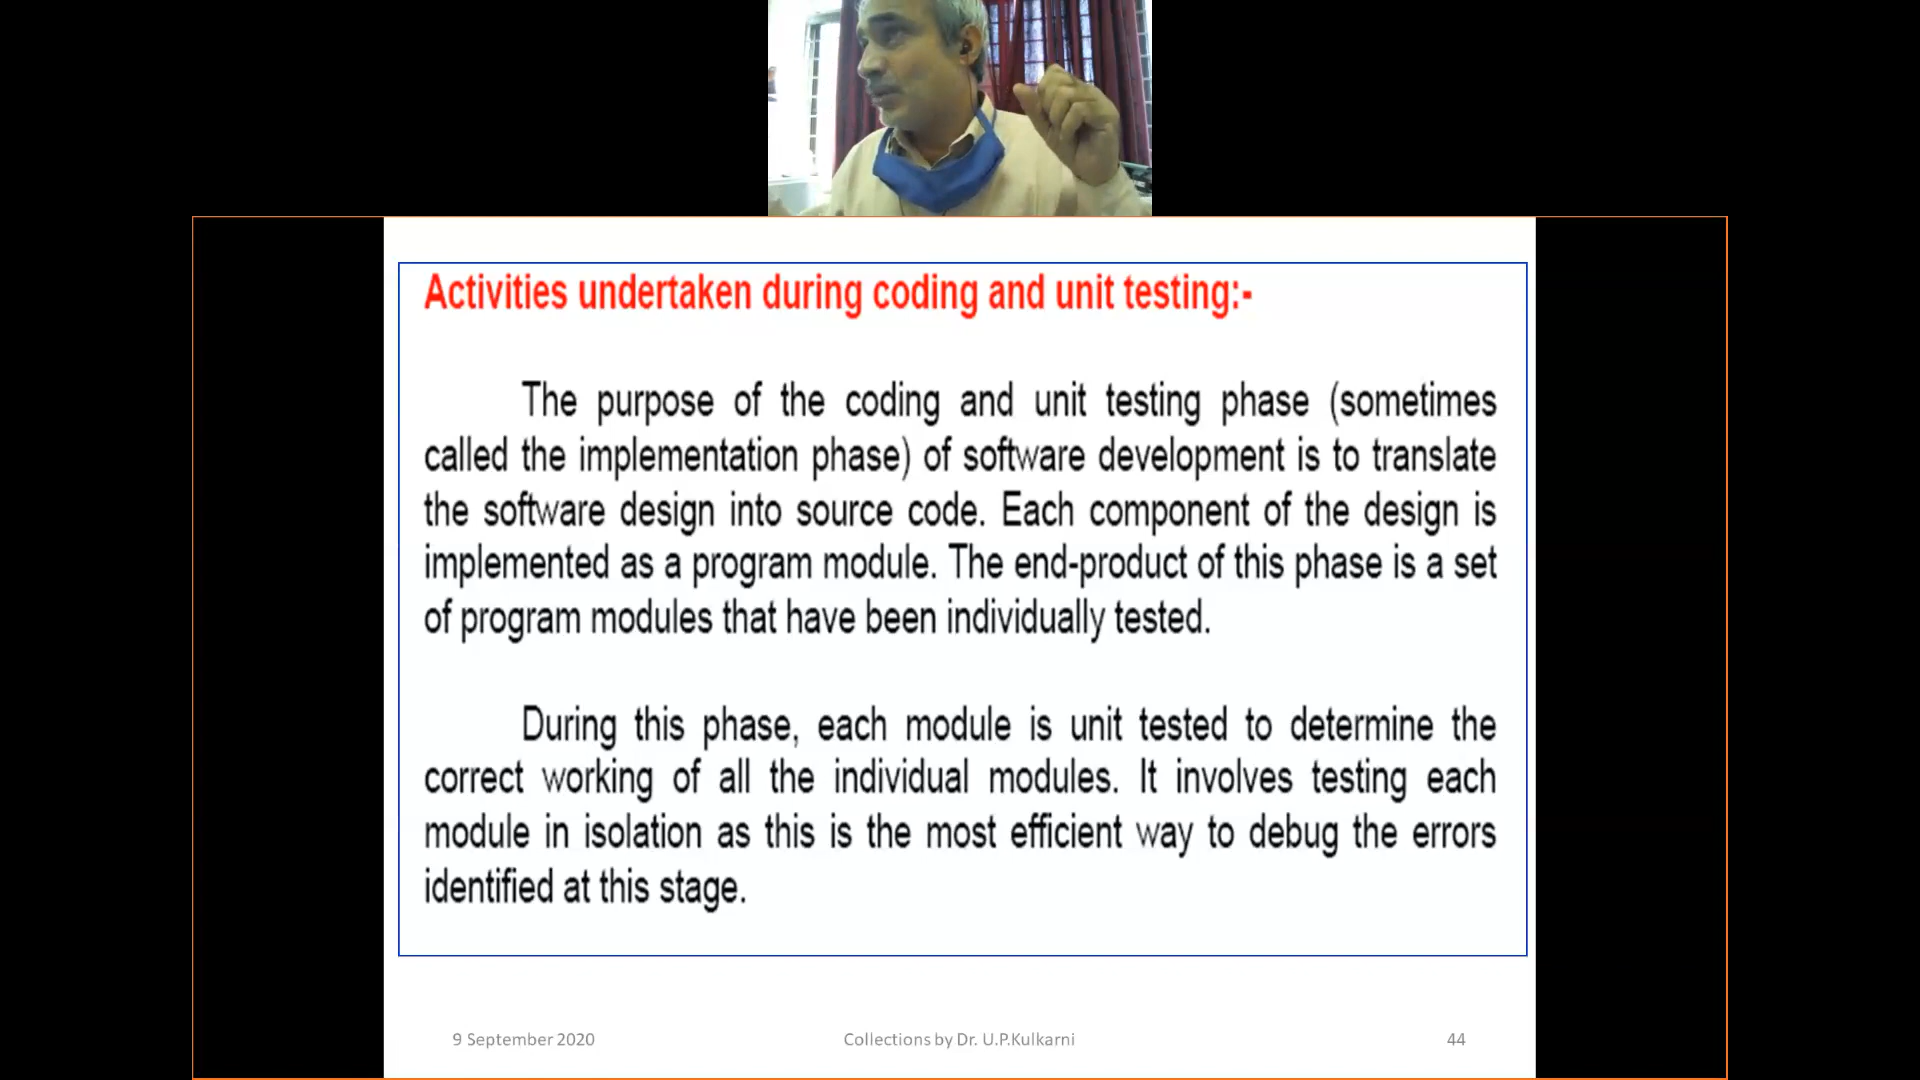 Activities undertaken during coding and unit testing:-
The purpose of the coding and unit testing phase (sometimes
called the implementation phase) of software development is to translate
the software design into source code. Each component of the design is
implemented as a program module. The end-product of this phase is a set
of program modules that have been individually tested.
During this phase, each module is unit tested to determine the
correct working of all the individual modules. It involves testing each
module in isolation as this is the most efficient way to debug the errors
identified at this stage.
9 September 2020
Collections by Dr. U.P.Kulkarni
44